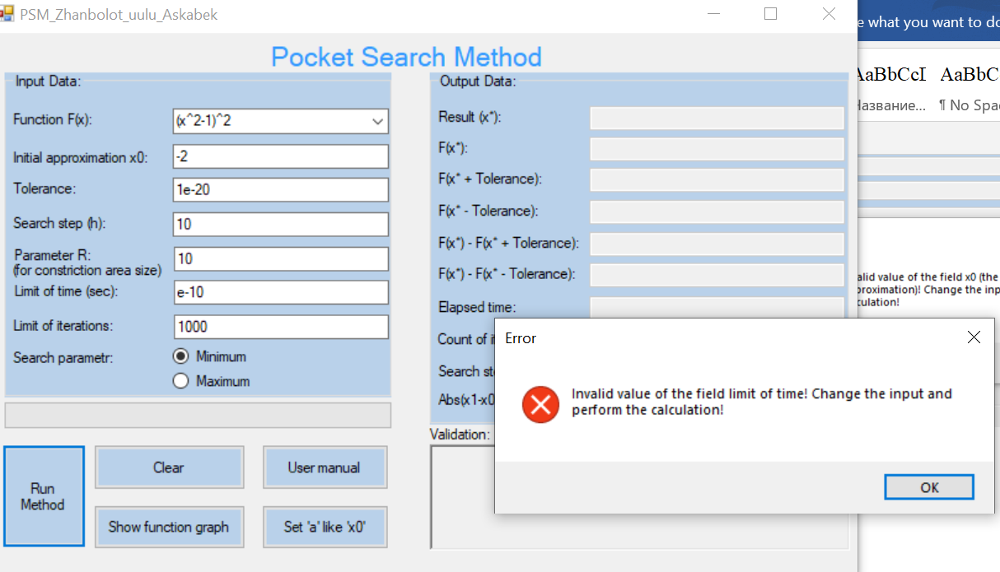 PSM_Zhanbolot_uulu_Askabek
e what you want to do
Pocket Search Method
Input Data:
Function F(x):
(x^2-1)^2
Initial approximation x0:
-2
Tolerance:
1e-20
Search step (h):
10
Parameter R:
(for constriction area size)
10
Limit of time (sec):
e-10
Limit of iterations:
1000
Search parametr:
Minimum
Maximum
Run
Method
Clear
User manual
Show function graph
Set 'a' like 'x0'
Output Data:
Result (x*):
F(x*):
F(x* + Tolerance):
F(x* - Tolerance):
F(x*) - F(x* + Tolerance):
F(x*) - F(x* - Tolerance):
Elapsed time:
Count of i
Search st
Abs(x1-x0
Validation:
Error
Invalid value of the field limit of time! Change the input and
perform the calculation!
OK
AaBbCcI AaBbC
Название... ¶ No Spa
alid value of the field x0 (the
proximation)! Change the inp
culation!